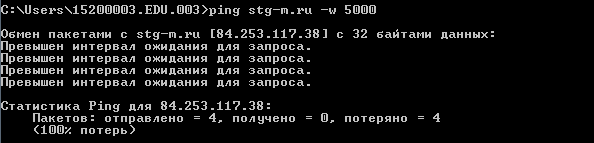 C:\Users\15200003.EDU.003>ping stg-m.ru -w 5000
Обмен пакетами с stg-m.ru [84.253.117.38] с 32 байтами данных:
Превышен интервал ожидания для запроса.
Превышен интервал ожидания для запроса.
Превышен интервал ожидания для запроса.
Превышен интервал ожидания для запроса.
Статистика Ping для 84.253.117.38:
Пакетов: отправлено = 4, получено = 0, потеряно = 4
(100% потерь)